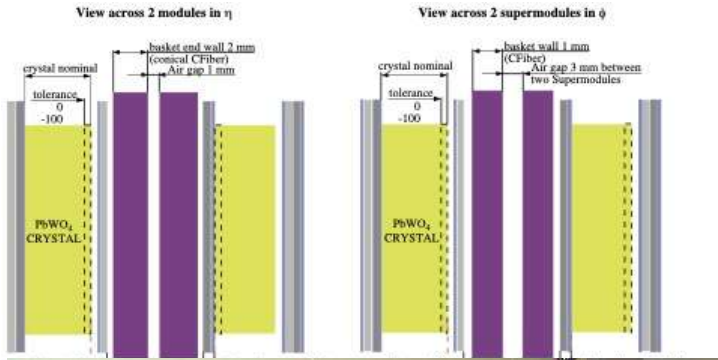 View across 2 modules in η
basket end wall 2 mm
(conical CFiber)
Air gap 1 mm
crystal nominal
tolerance
0
-100
PbWO₄
CRYSTAL
View across 2 supermodules in ϕ
basket wall 1 mm
(CFiber)
Air gap 3 mm between
two Supermodules
crystal nominal
tolerance
0
-100
PbWO₄
CRYSTAL